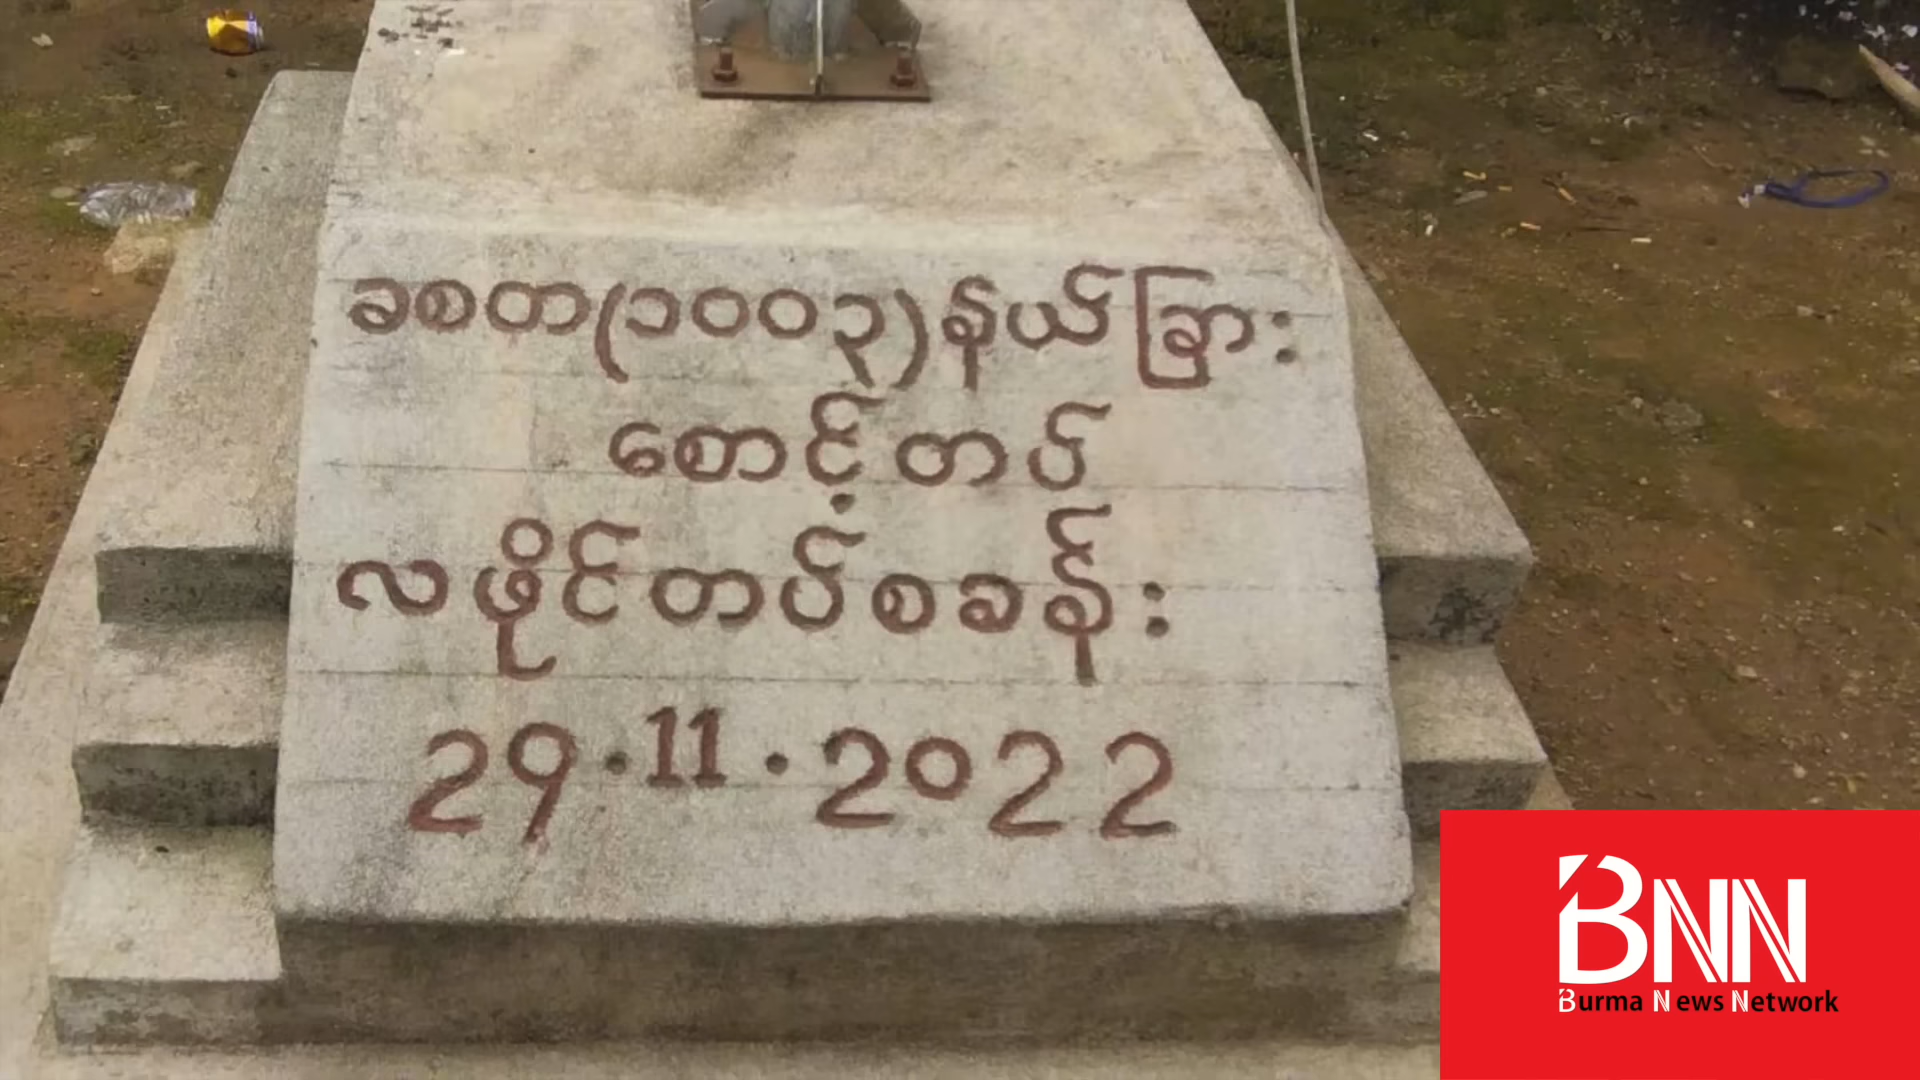 ခစတ(၁၀၀၃)နယ်ခြား
စောင့်တပ်
လဖိုင်တပ်စခန်း
29.11.2022
BNN
Burma News Network